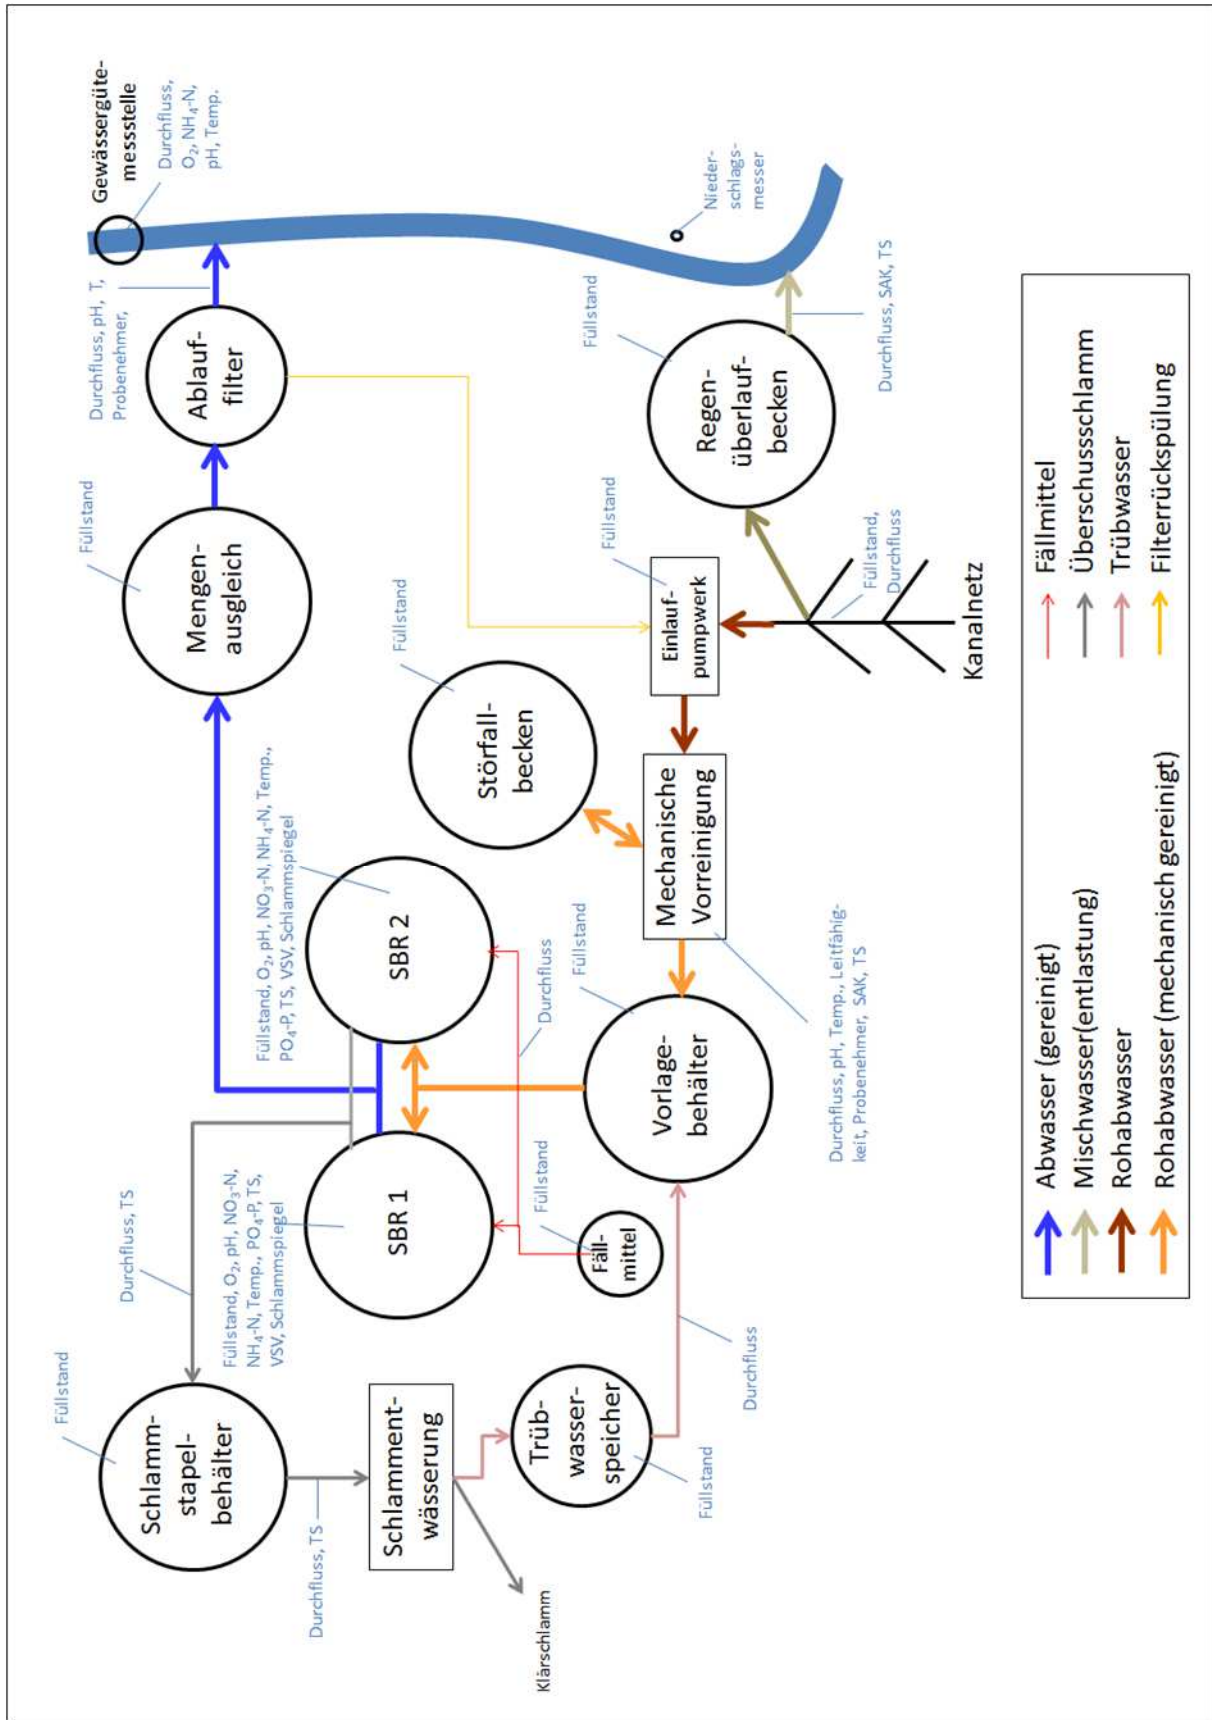 Gewässergüte-
messstelle
Durchfluss,
O₂, NH₄-N,
pH, Temp.
Durchfluss, pH, T,
Probenehmer,
Ablauf-
filter
Füllstand
Mengen-
ausgleich
Füllstand, O₂, pH, NO₃-N, NH₄-N, Temp.,
PO₄-P, TS, VSV, Schlammspiegel
SBR 2
Füllstand, O₂, pH, NO₃-N,
NH₄-N, Temp., PO₄-P, TS,
VSV, Schlammspiegel
SBR 1
Durchfluss, TS
Füllstand
Schlamm-
stapel-
behälter
Durchfluss, TS
Schlamment-
wässerung
Klärschlamm
Trüb-
wasser-
speicher
Füllstand
Durchfluss
Füllstand
Fäll-
mittel
Durchfluss
Füllstand
Vorlage-
behälter
Durchfluss, pH, Temp., Leitfähig-
keit, Probenehmer, SAK, TS
Mechanische
Vorreinigung
Füllstand
Störfall-
becken
Füllstand
Einlauf-
pumpwerk
Füllstand,
Durchfluss
Kanalnetz
Füllstand
Regen-
überlauf-
becken
Durchfluss, SAK, TS
Nieder-
schlags-
messer
Abwasser (gereinigt)
Mischwasser(entlastung)
Rohabwasser
Rohabwasser (mechanisch gereinigt)
Fällmittel
Überschussschlamm
Trübwasser
Filterrückspülung